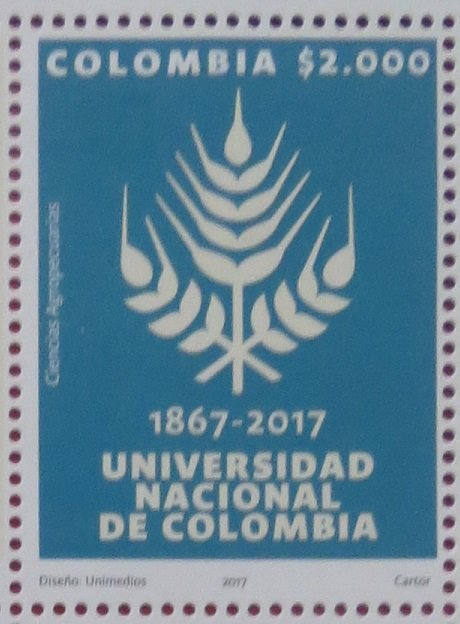 COLOMBIA $2.000
Ciencias Agropecuarias
1867-2017
UNIVERSIDAD
NACIONAL
DE COLOMBIA
Diseño: Unimedios 2017 Cartor